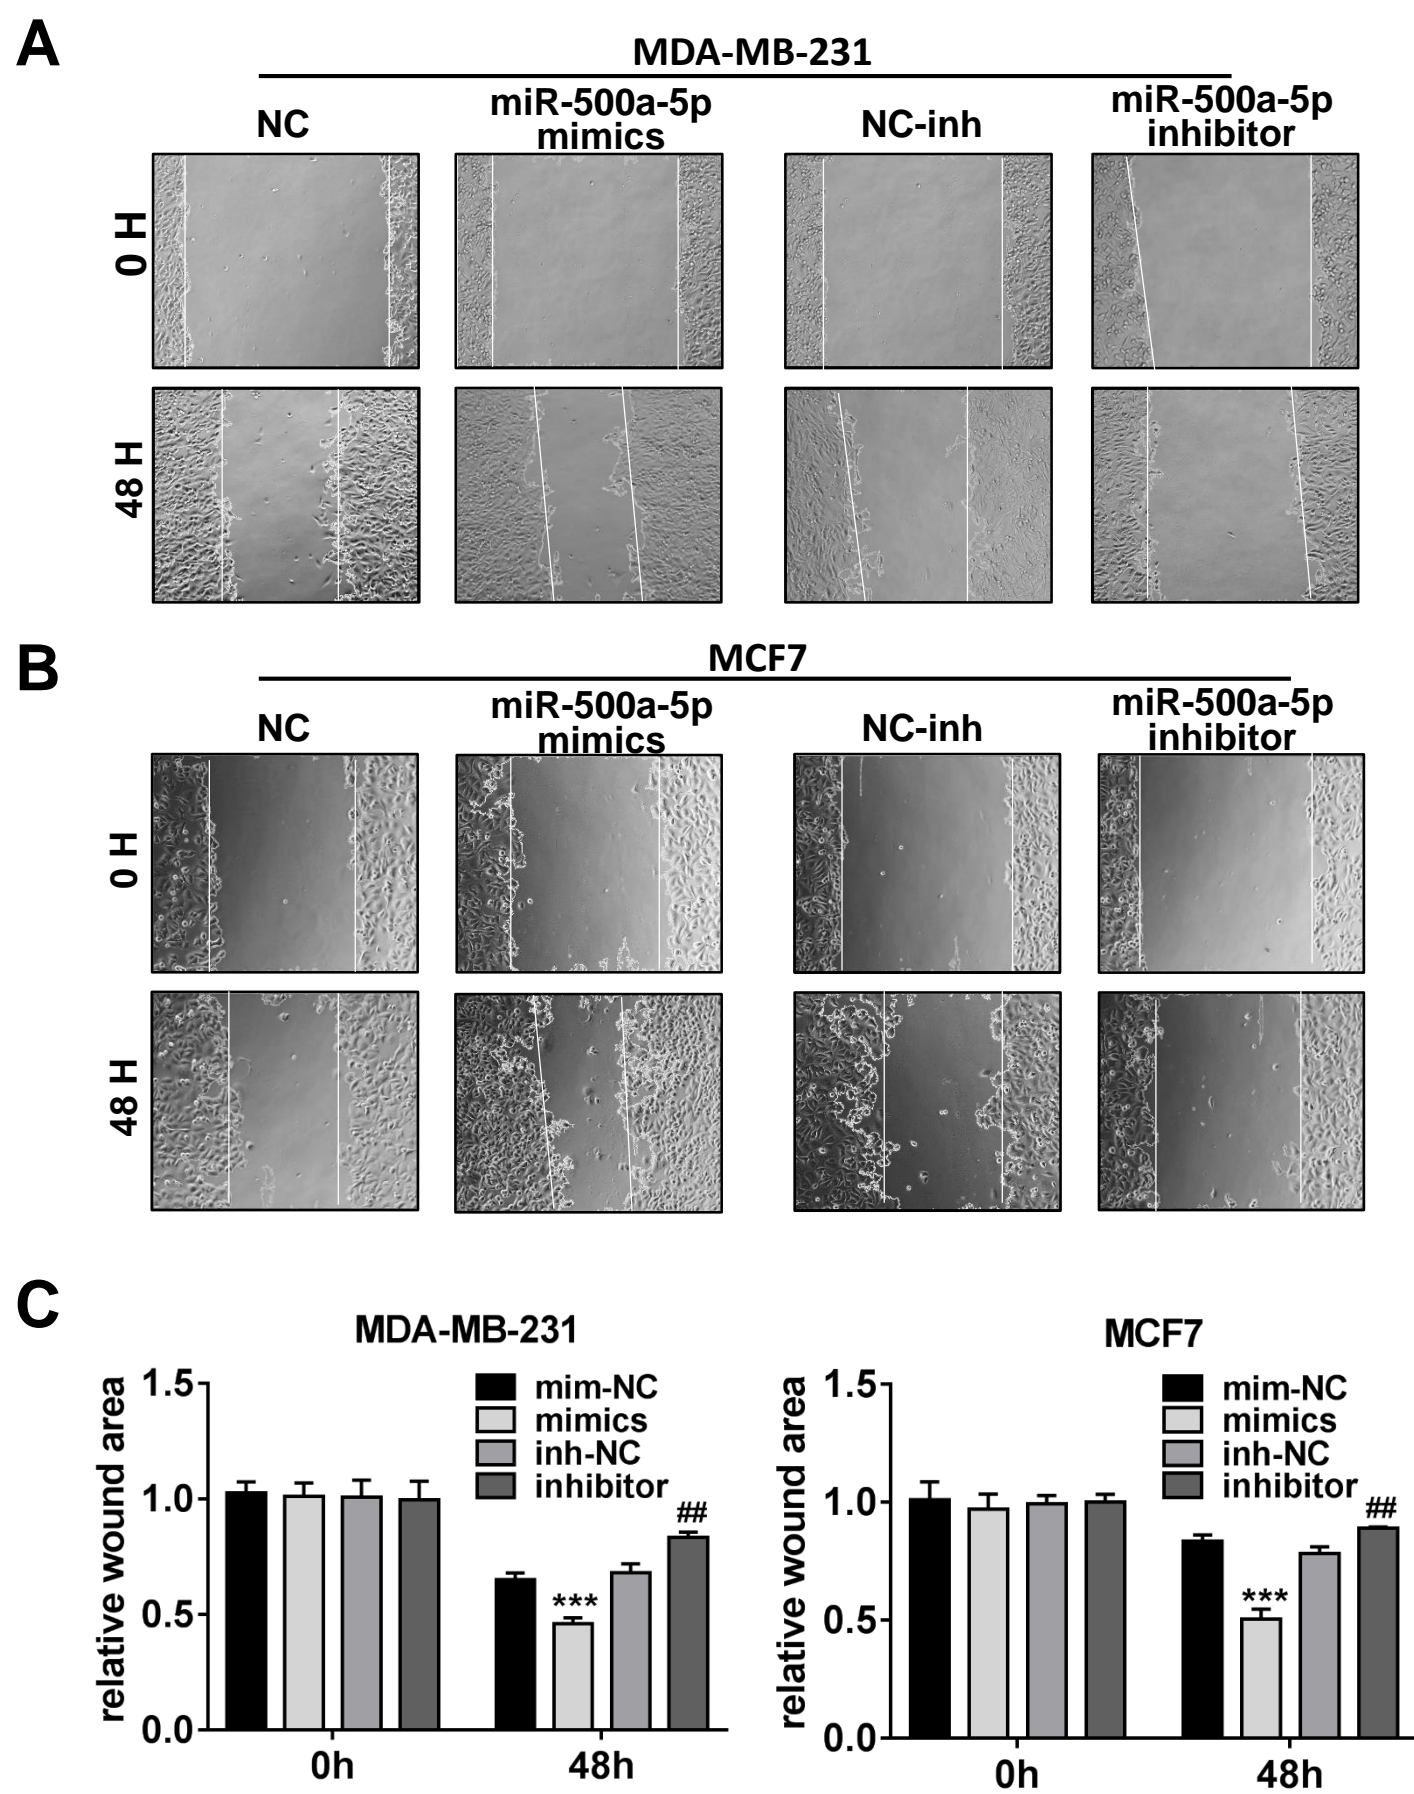 A
MDA-MB-231
NC
miR-500a-5p
mimics
NC-inh
miR-500a-5p
inhibitor
0 H
48 H
B
MCF7
NC
miR-500a-5p
mimics
NC-inh
miR-500a-5p
inhibitor
0 H
48 H
C
MDA-MB-231
relative wound area
1.5
1.0
0.5
0.0
mim-NC
mimics
inh-NC
inhibitor
***
##
0h
48h
MCF7
relative wound area
1.5
1.0
0.5
0.0
mim-NC
mimics
inh-NC
inhibitor
***
##
0h
48h